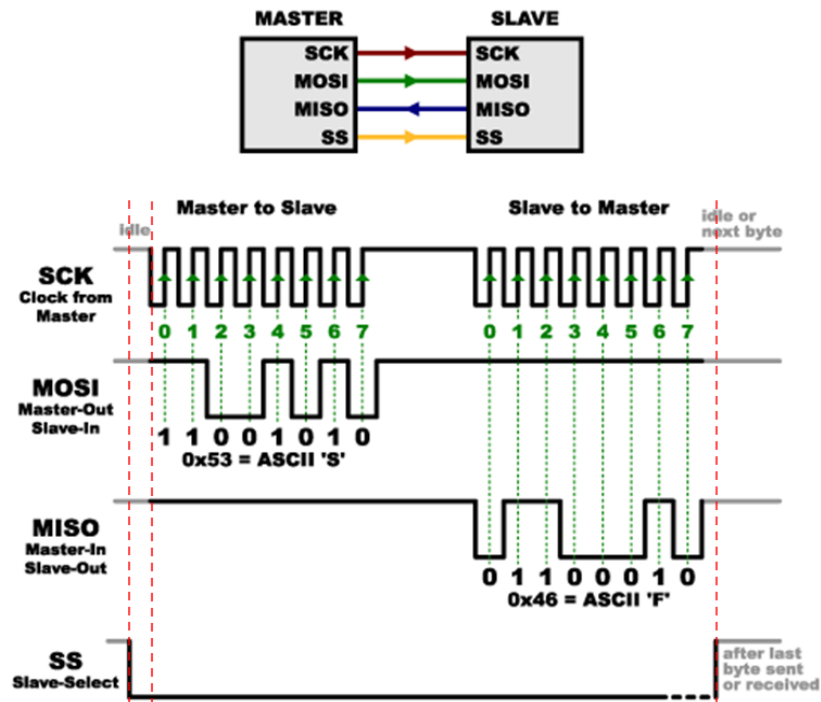 MASTER SLAVE
SCK SCK
MOSI MOSI
MISO MISO
SS SS
Master to Slave Slave to Master
idle idle or
next byte
SCK
Clock from
Master
0 1 2 3 4 5 6 7 0 1 2 3 4 5 6 7
MOSI
Master-Out
Slave-In
1 1 0 0 1 0 1 0
0x53 = ASCII 'S'
MISO
Master-In
Slave-Out
0 1 1 0 0 0 1 0
0x46 = ASCII 'F'
SS
Slave-Select
after last
byte sent
or received